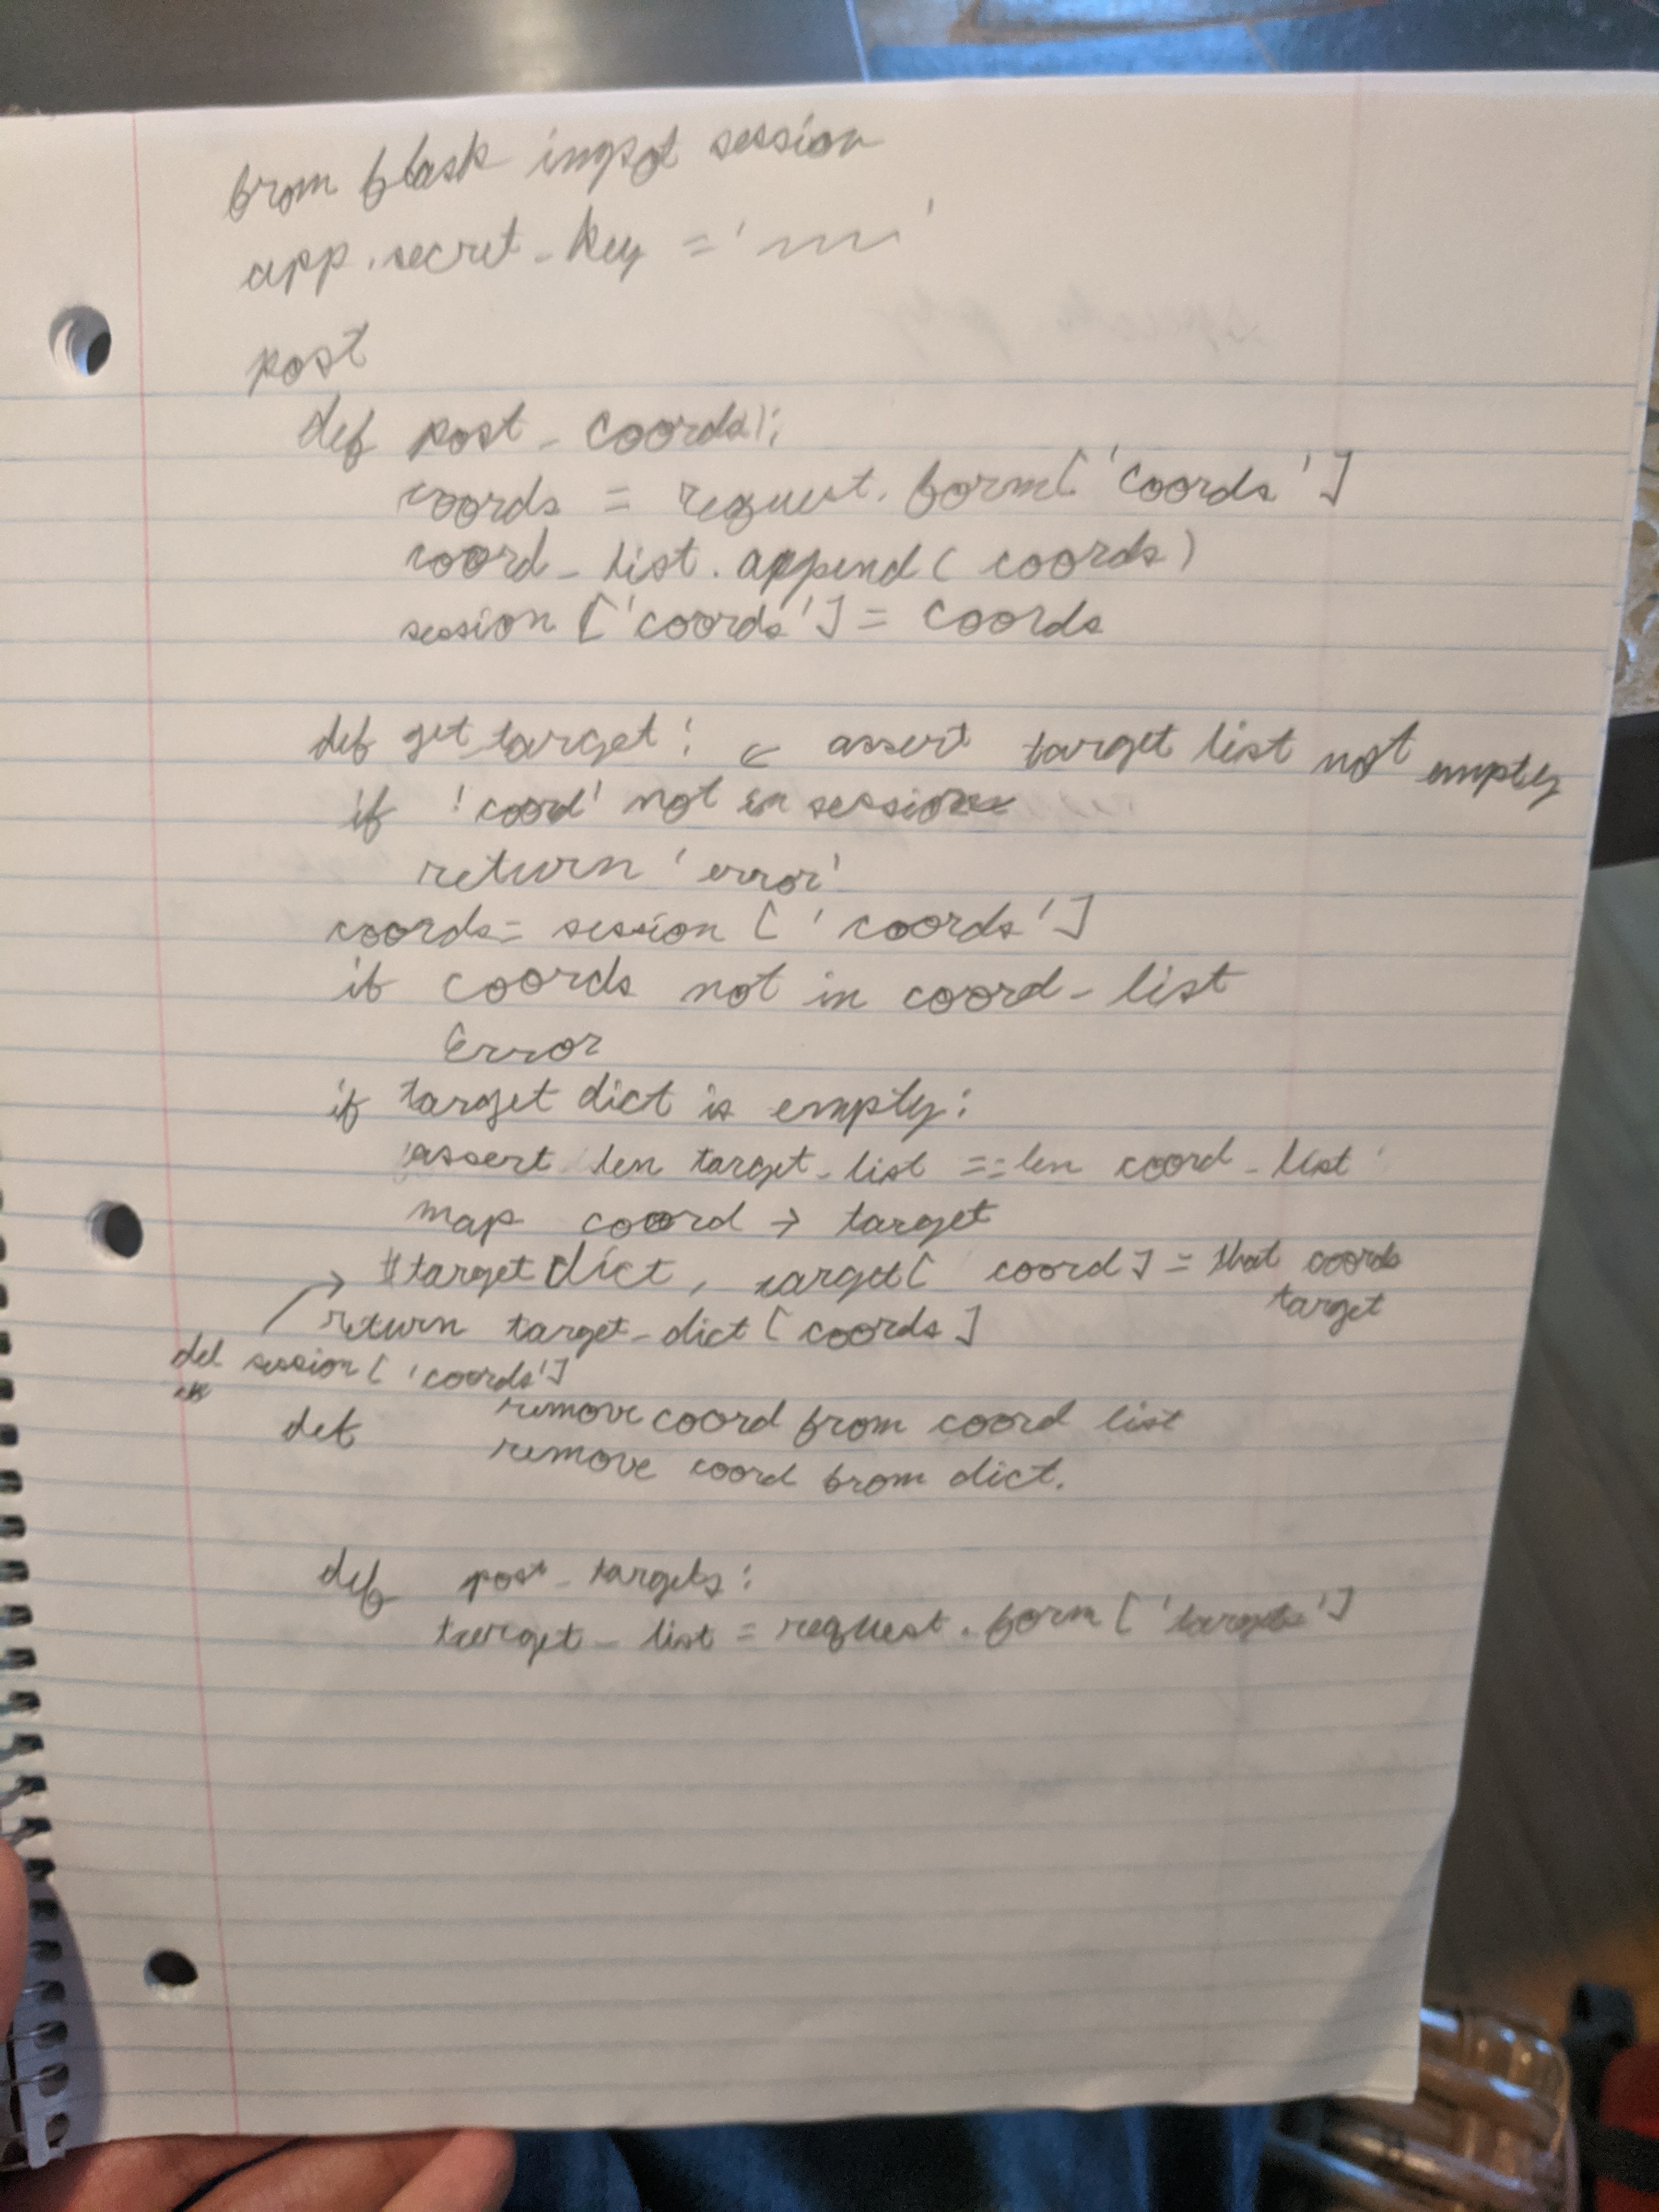 from flask import session
app.secret_key = '   '
post
def post_coords():
coords = request.form['coords']
coord_list.append(coords)
session['coords'] = coords
def get_target: ← assert target list not empty
if 'coord' not in session
return 'error'
coords = session['coords']
if coords not in coord_list
Error
if target dict is empty:
assert len target_list == len coord_list
map coord → target
#target dict, target[coord] = that coords
target
return target_dict[coords]
del session['coords']
def remove coord from coord list
remove coord from dict.
def post_targets:
target_list = request.form['targets']